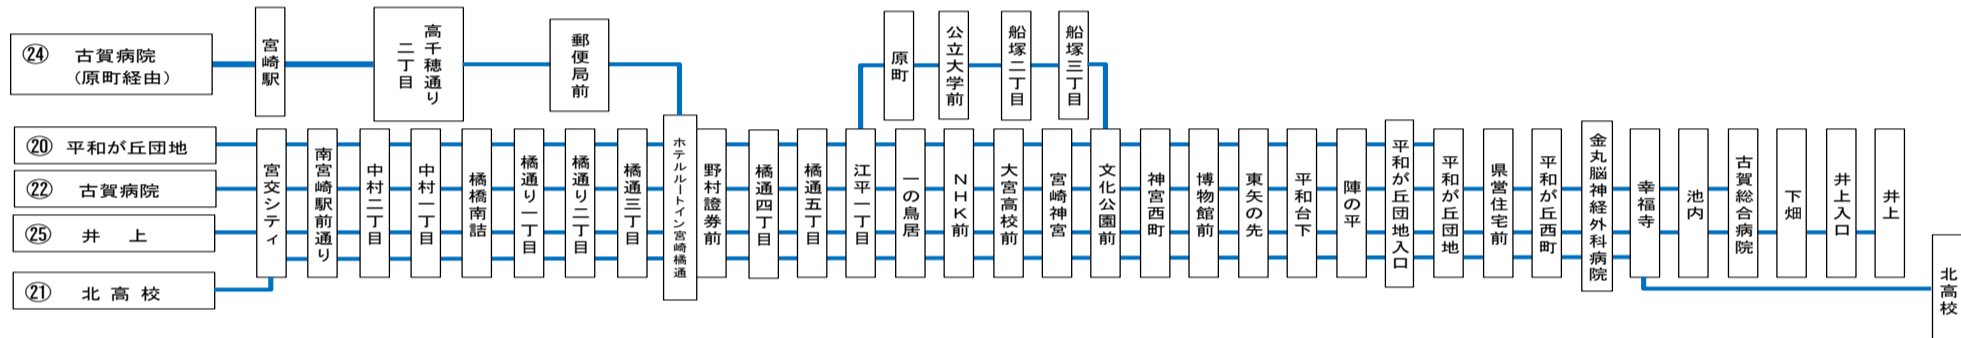 ㉔ 古賀病院
（原町経由）
宮崎駅
高千穂通り
二丁目
郵便局前
原町
公立大学前
船塚二丁目
船塚三丁目
⑳ 平和が丘団地
㉒ 古賀病院
㉕ 井 上
㉑ 北 高 校
宮交シティ
南宮崎駅前通り
中村二丁目
中村一丁目
橘橋南詰
橘通り一丁目
橘通り二丁目
橘通三丁目
ホテルルートイン宮崎橘通
野村證券前
橘通四丁目
橘通五丁目
江平一丁目
一の鳥居
ＮＨＫ前
大宮高校前
宮崎神宮
文化公園前
神宮西町
博物館前
東矢の先
平和台下
陣の平
平和が丘団地入口
平和が丘団地
県営住宅前
平和が丘西町
金丸脳神経外科病院
幸福寺
池内
古賀総合病院
下畑
井上入口
井上
北高校